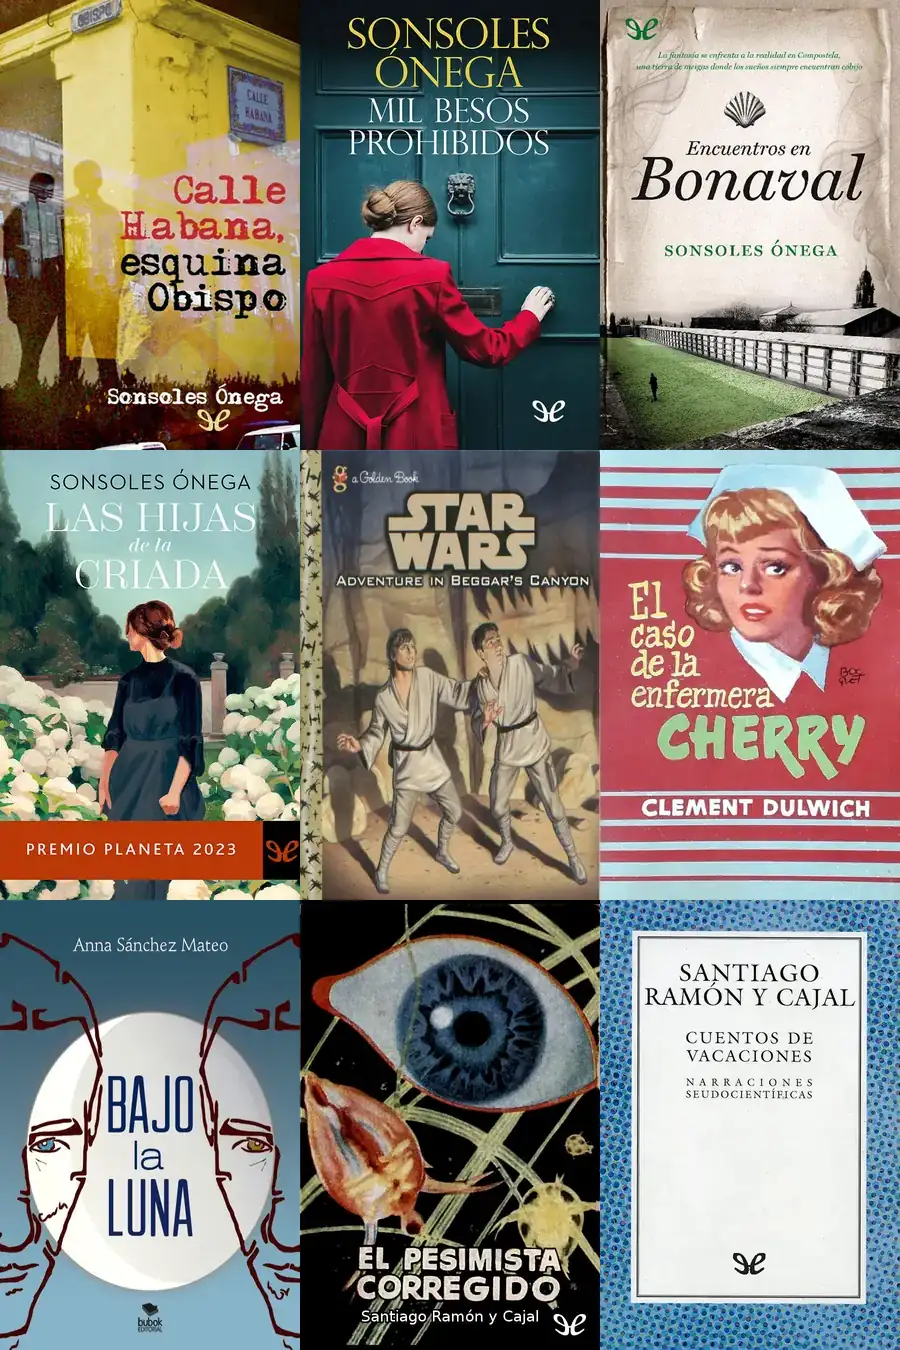 OBISPO
CALLE
HABANA
Calle
Habana,
esquina
Obispo
Sonsoles Ónega
SONSOLES
ÓNEGA
MIL BESOS
PROHIBIDOS
La fantasía se enfrenta a la realidad en Compostela,
una tierra de meigas donde los sueños siempre encuentran cobijo
Encuentros en
Bonaval
SONSOLES ÓNEGA
SONSOLES ÓNEGA
LAS HIJAS
de la
CRIADA
PREMIO PLANETA 2023
a Golden Book
STAR
WARS
ADVENTURE IN BEGGAR'S CANYON
El
caso
de la
enfermera
CHERRY
CLEMENT DULWICH
Anna Sánchez Mateo
BAJO
la
LUNA
bubok
EDITORIAL
EL PESIMISTA
CORREGIDO
Santiago Ramón y Cajal
SANTIAGO
RAMÓN Y CAJAL
CUENTOS DE
VACACIONES
NARRACIONES
SEUDOCIENTÍFICAS